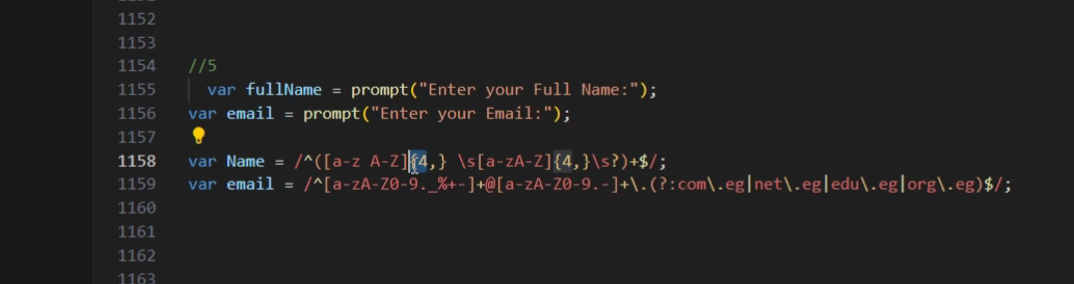 1152
1153
1154 //5
1155 var fullName = prompt("Enter your Full Name:");
1156 var email = prompt("Enter your Email:");
1157
1158 var Name = /^([a-z A-Z]{4,} \s[a-zA-Z]{4,}\s?)+$/;
1159 var email = /^[a-zA-Z0-9._%+-]+@[a-zA-Z0-9.-]+\.(?:com\.eg|net\.eg|edu\.eg|org\.eg)$/;
1160
1161
1162
1163